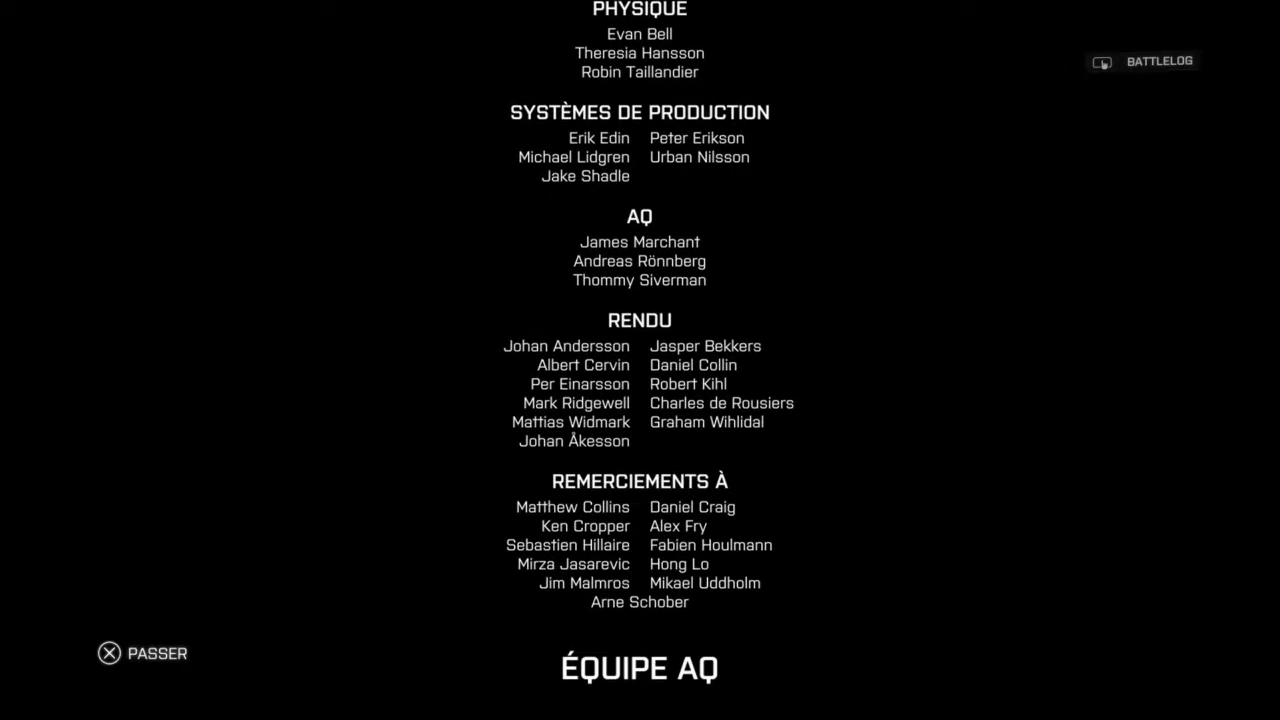 PHYSIQUE
Evan Bell
Theresia Hansson
Robin Taillandier
BATTLELOG
SYSTÈMES DE PRODUCTION
Erik Edin Peter Erikson
Michael Lidgren Urban Nilsson
Jake Shadle
AQ
James Marchant
Andreas Rönnberg
Thommy Siverman
RENDU
Johan Andersson Jasper Bekkers
Albert Cervin Daniel Collin
Per Einarsson Robert Kihl
Mark Ridgewell Charles de Rousiers
Mattias Widmark Graham Wihlidal
Johan Åkesson
REMERCIEMENTS À
Matthew Collins Daniel Craig
Ken Cropper Alex Fry
Sebastien Hillaire Fabien Houlmann
Mirza Jasarevic Hong Lo
Jim Malmros Mikael Uddholm
Arne Schober
PASSER
ÉQUIPE AQ